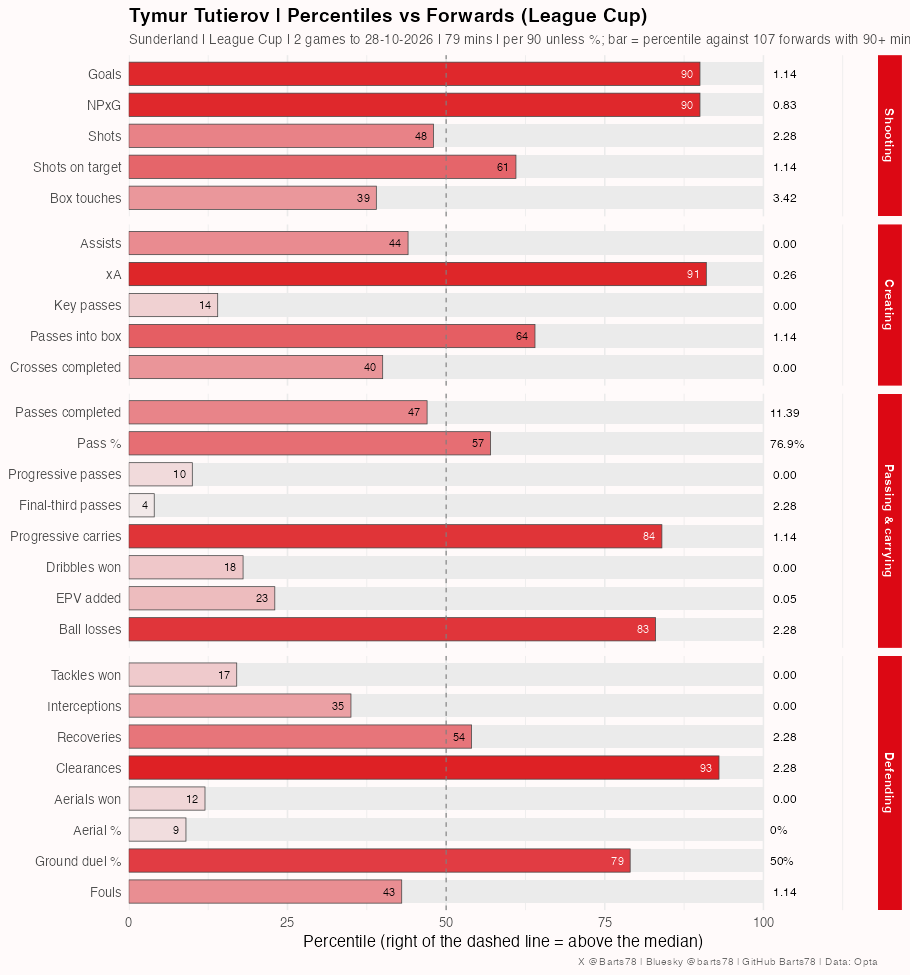 Tymur Tutierov | Percentiles vs Forwards (League Cup)
Sunderland | League Cup | 2 games to 28-10-2026 | 79 mins | per 90 unless %; bar = percentile against 107 forwards with 90+ min
Goals 90 1.14
NPxG 90 0.83
Shots 48 2.28
Shots on target 61 1.14
Box touches 39 3.42
Shooting
Assists 44 0.00
xA 91 0.26
Key passes 14 0.00
Passes into box 64 1.14
Crosses completed 40 0.00
Creating
Passes completed 47 11.39
Pass % 57 76.9%
Progressive passes 10 0.00
Final-third passes 4 2.28
Progressive carries 84 1.14
Dribbles won 18 0.00
EPV added 23 0.05
Ball losses 83 2.28
Passing & carrying
Tackles won 17 0.00
Interceptions 35 0.00
Recoveries 54 2.28
Clearances 93 2.28
Aerials won 12 0.00
Aerial % 9 0%
Ground duel % 79 50%
Fouls 43 1.14
Defending
0 25 50 75 100
Percentile (right of the dashed line = above the median)
X @Barts78 | Bluesky @barts78 | GitHub Barts78 | Data: Opta